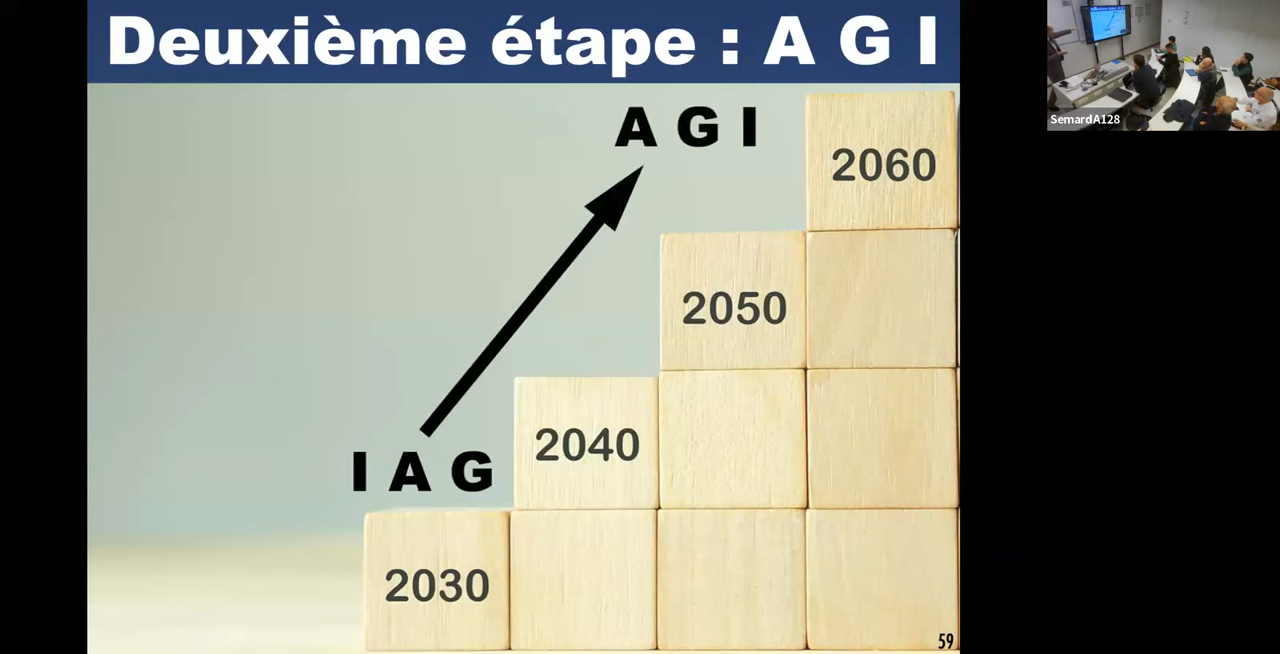 Deuxième étape : A G I
A G I
2060
2050
2040
I A G
2030
59
SemardA128